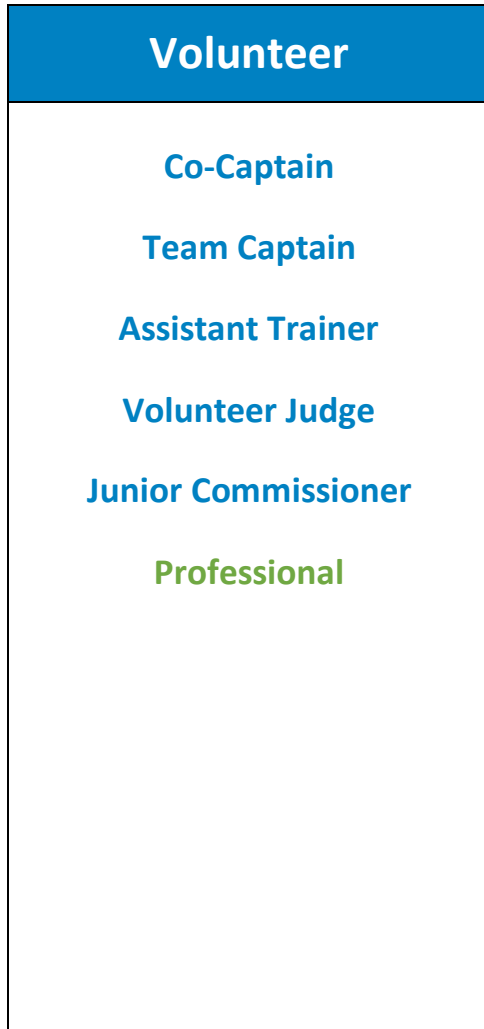 Volunteer
Co-Captain
Team Captain
Assistant Trainer
Volunteer Judge
Junior Commissioner
Professional